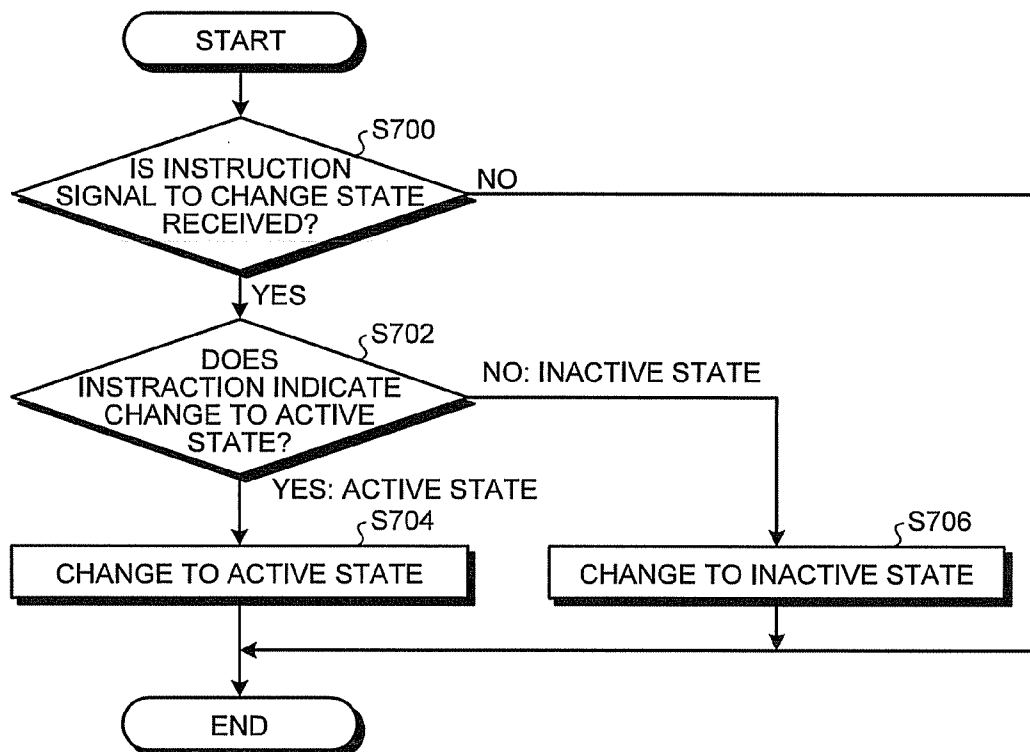 START
S700
IS INSTRUCTION
SIGNAL TO CHANGE STATE
RECEIVED?
NO
YES
S702
DOES
INSTRACTION INDICATE
CHANGE TO ACTIVE
STATE?
NO: INACTIVE STATE
YES: ACTIVE STATE
S704
CHANGE TO ACTIVE STATE
S706
CHANGE TO INACTIVE STATE
END